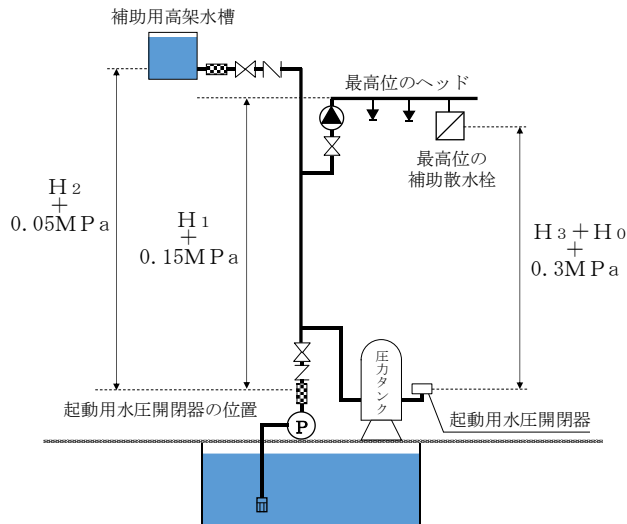 補助用高架水槽
最高位のヘッド
最高位の
補助散水栓
H2
+
0.05MPa
H1
+
0.15MPa
H3+H0
+
0.3MPa
圧力タンク
起動用水圧開閉器の位置
起動用水圧開閉器
P